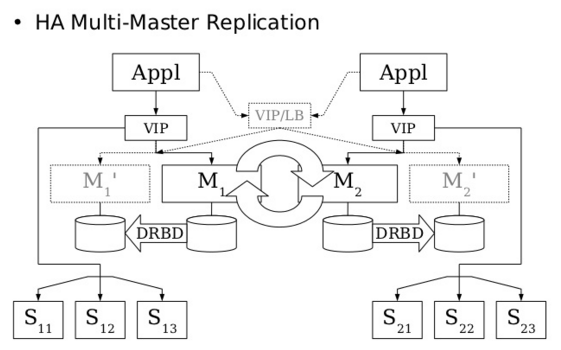 • HA Multi-Master Replication
Appl
Appl
VIP/LB
VIP
VIP
M1'
M1
M2
M2'
DRBD
DRBD
S11
S12
S13
S21
S22
S23